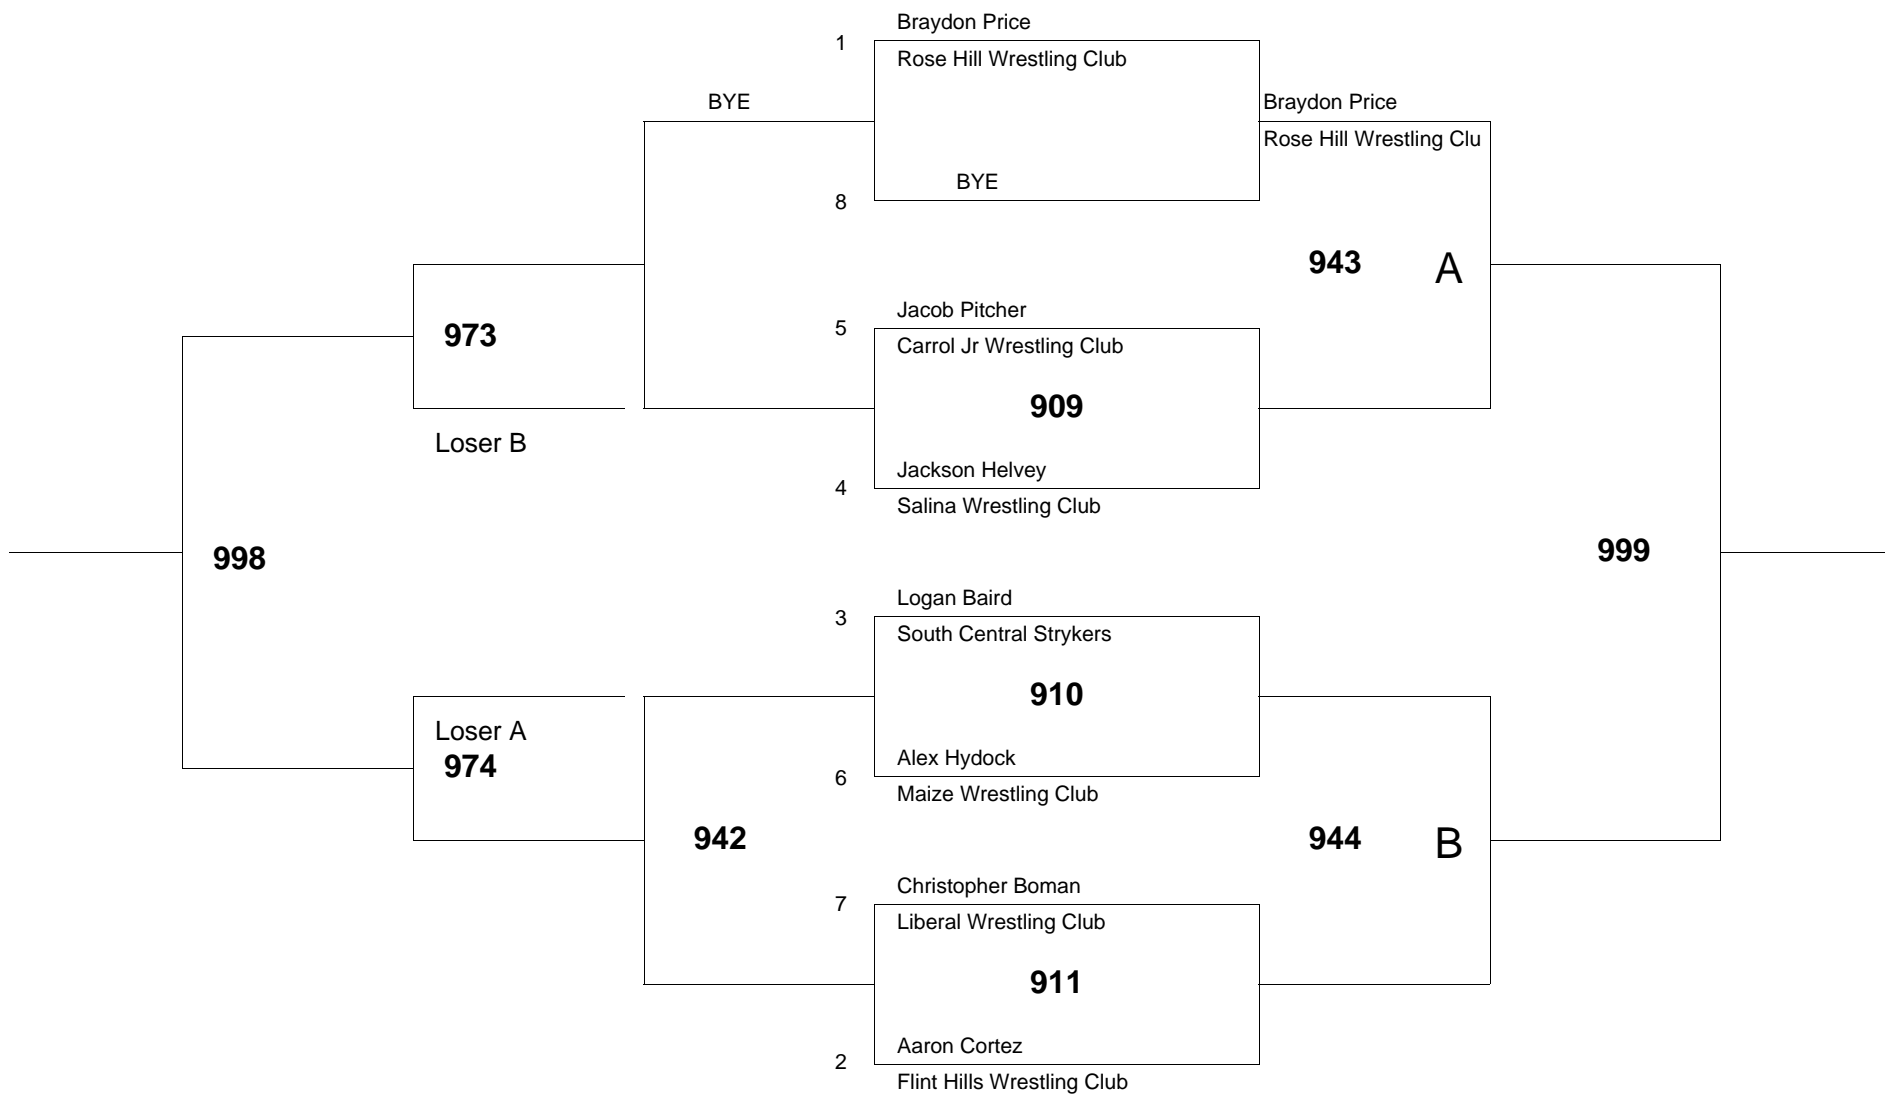 Braydon Price
1
Rose Hill Wrestling Club
BYE
Braydon Price
Rose Hill Wrestling Clu
BYE
8
943
A
Jacob Pitcher
5
973
Carrol Jr Wrestling Club
909
Loser B
Jackson Helvey
4
Salina Wrestling Club
998
999
Logan Baird
3
South Central Strykers
910
Loser A
974
Alex Hydock
6
Maize Wrestling Club
942
944
B
Christopher Boman
7
Liberal Wrestling Club
911
Aaron Cortez
2
Flint Hills Wrestling Club